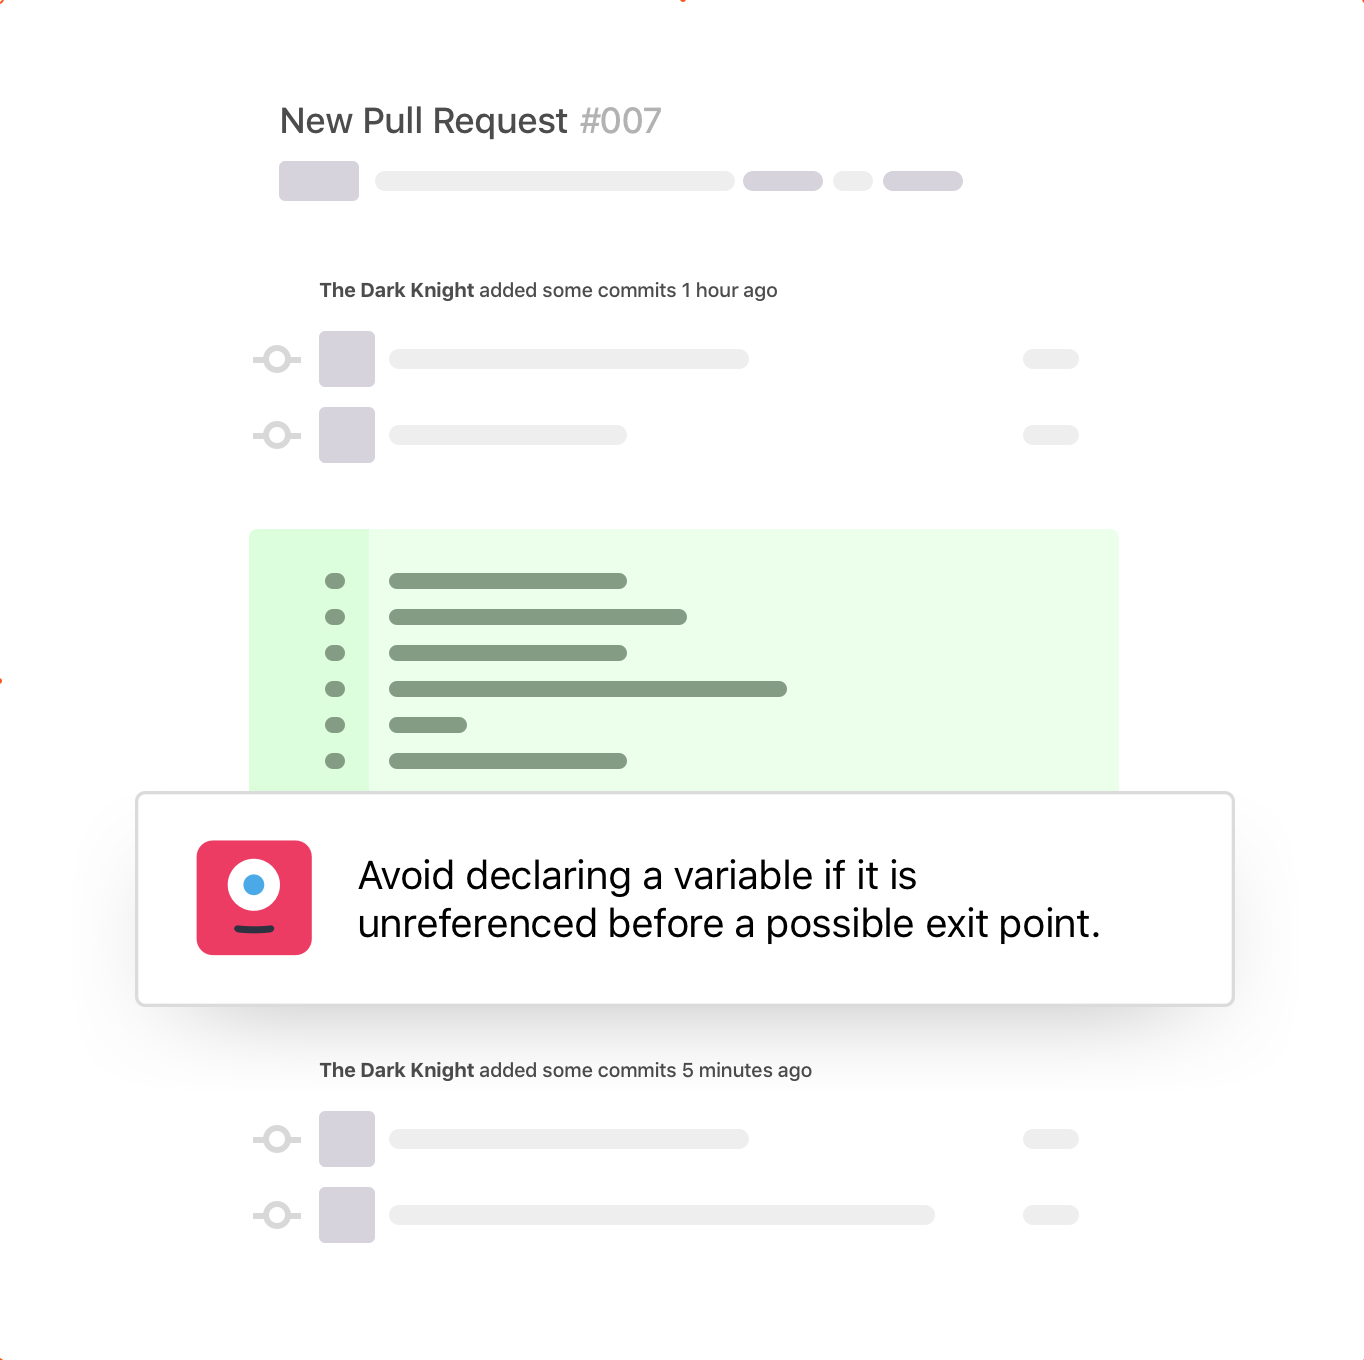 New Pull Request #007
The Dark Knight added some commits 1 hour ago
Avoid declaring a variable if it is
unreferenced before a possible exit point.
The Dark Knight added some commits 5 minutes ago